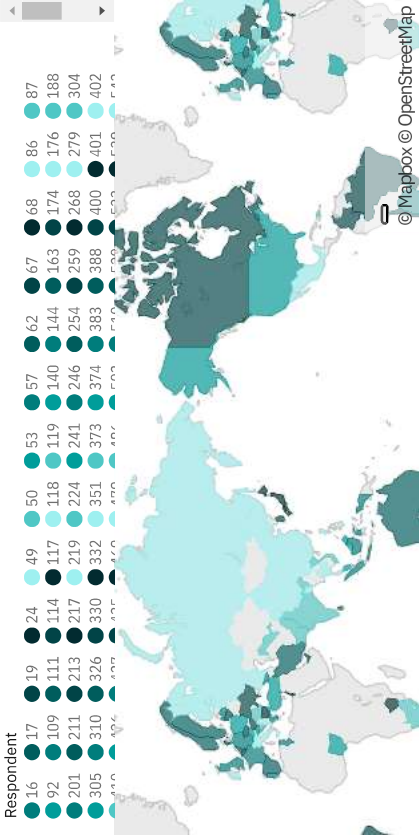 Respondent
16 17 19 24 49 50 53 57 62 67 68 86 87
92 109 111 114 117 118 119 140 144 163 174 176 188
201 211 213 217 219 224 241 246 254 259 268 279 304
305 310 326 330 332 351 373 374 383 388 400 401 402
© Mapbox © OpenStreetMap